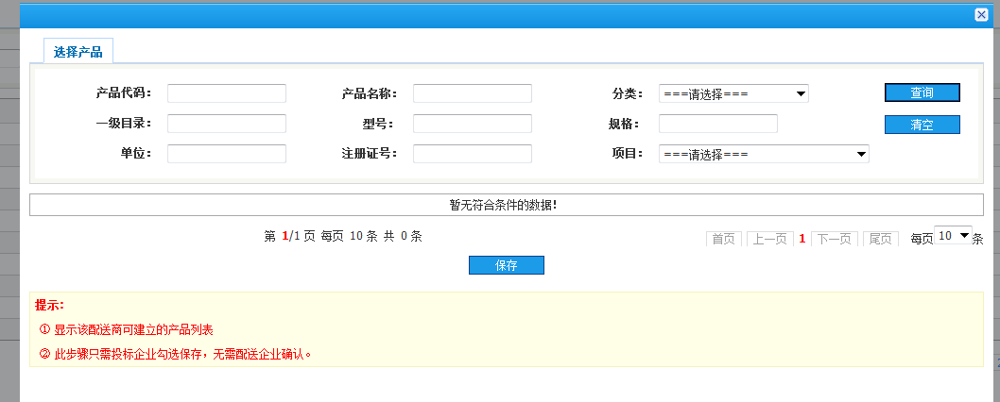 选择产品
产品代码： 产品名称： 分类： ===请选择=== 查询
一级目录： 型号： 规格： 清空
单位： 注册证号： 项目： ===请选择===
暂无符合条件的数据!
第 1/1 页 每页 10 条 共 0 条 首页 上一页 1 下一页 尾页 每页 10 条
保存
提示：
① 显示该配送商可建立的产品列表
② 此步骤只需投标企业勾选保存，无需配送企业确认。